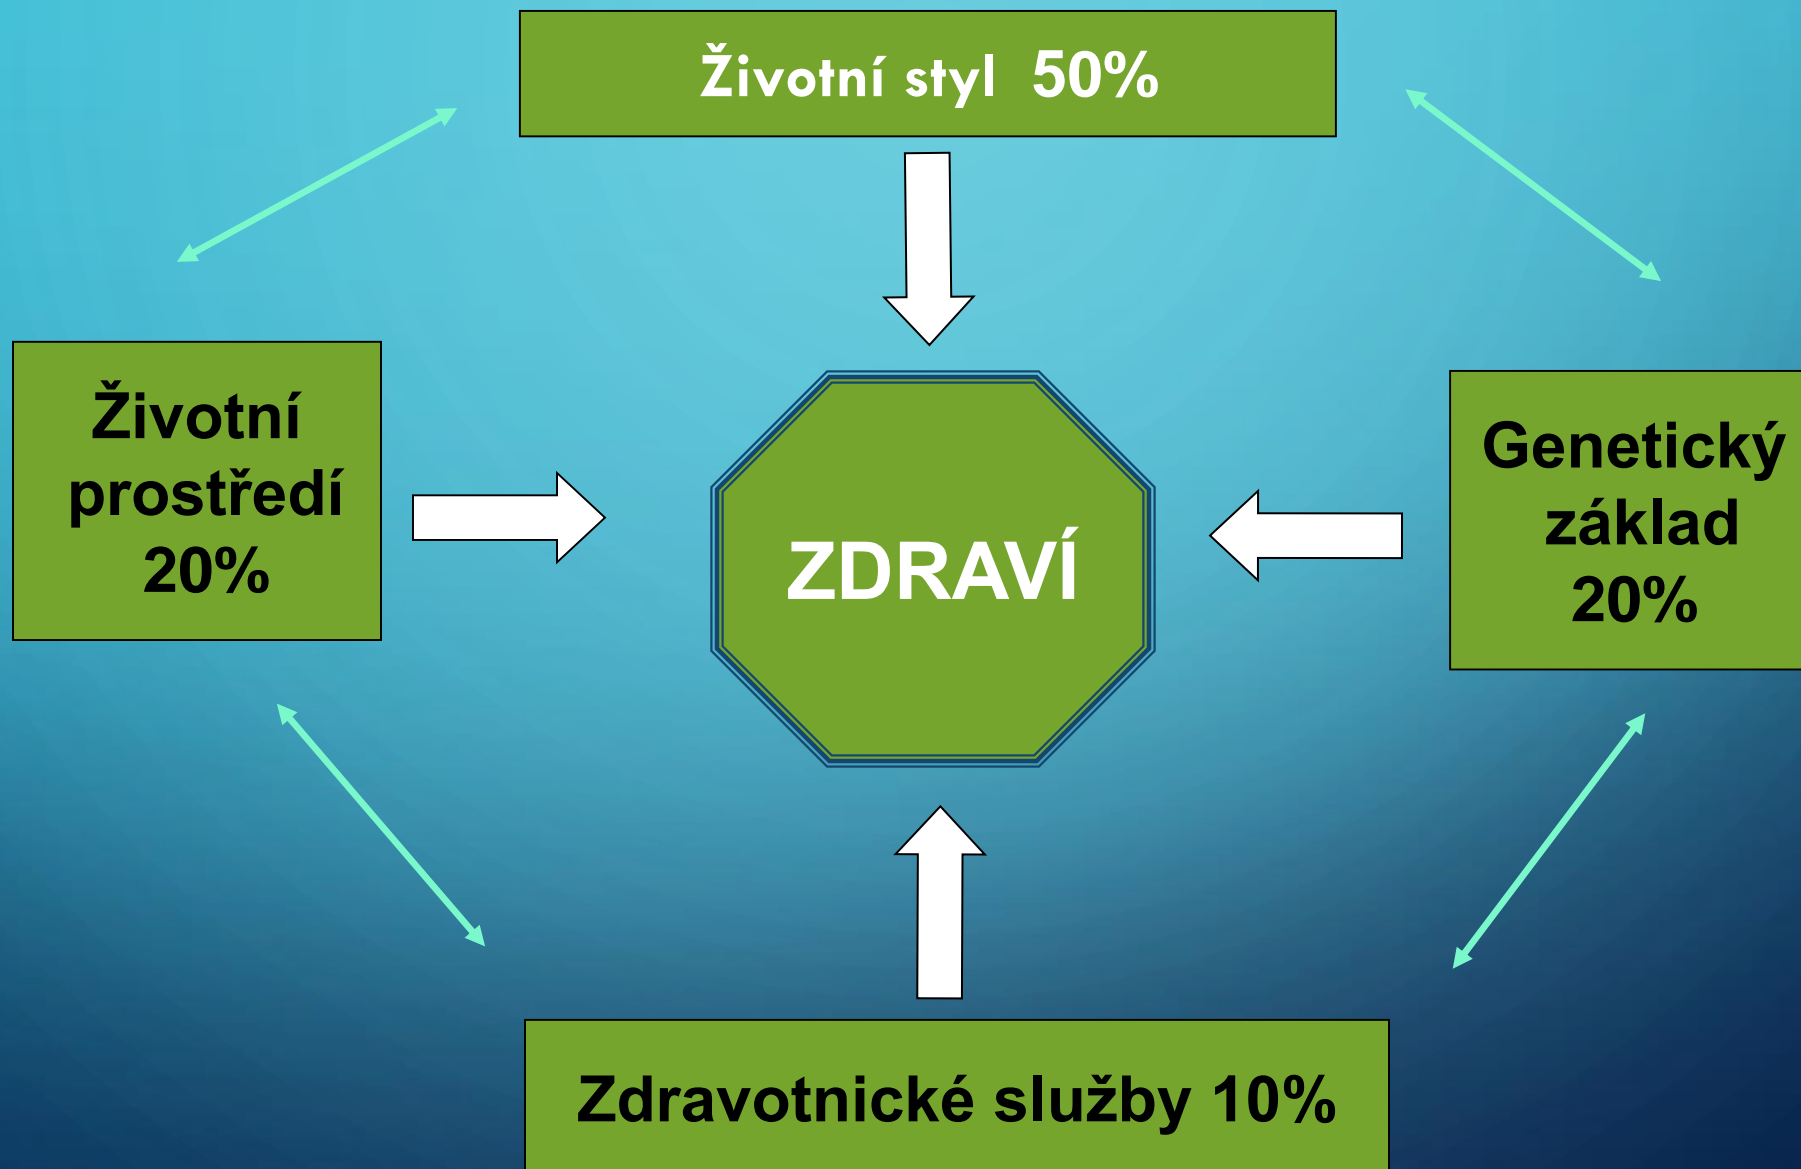 Životní styl 50%
Životní
prostředí
20%
ZDRAVÍ
Genetický
základ
20%
Zdravotnické služby 10%